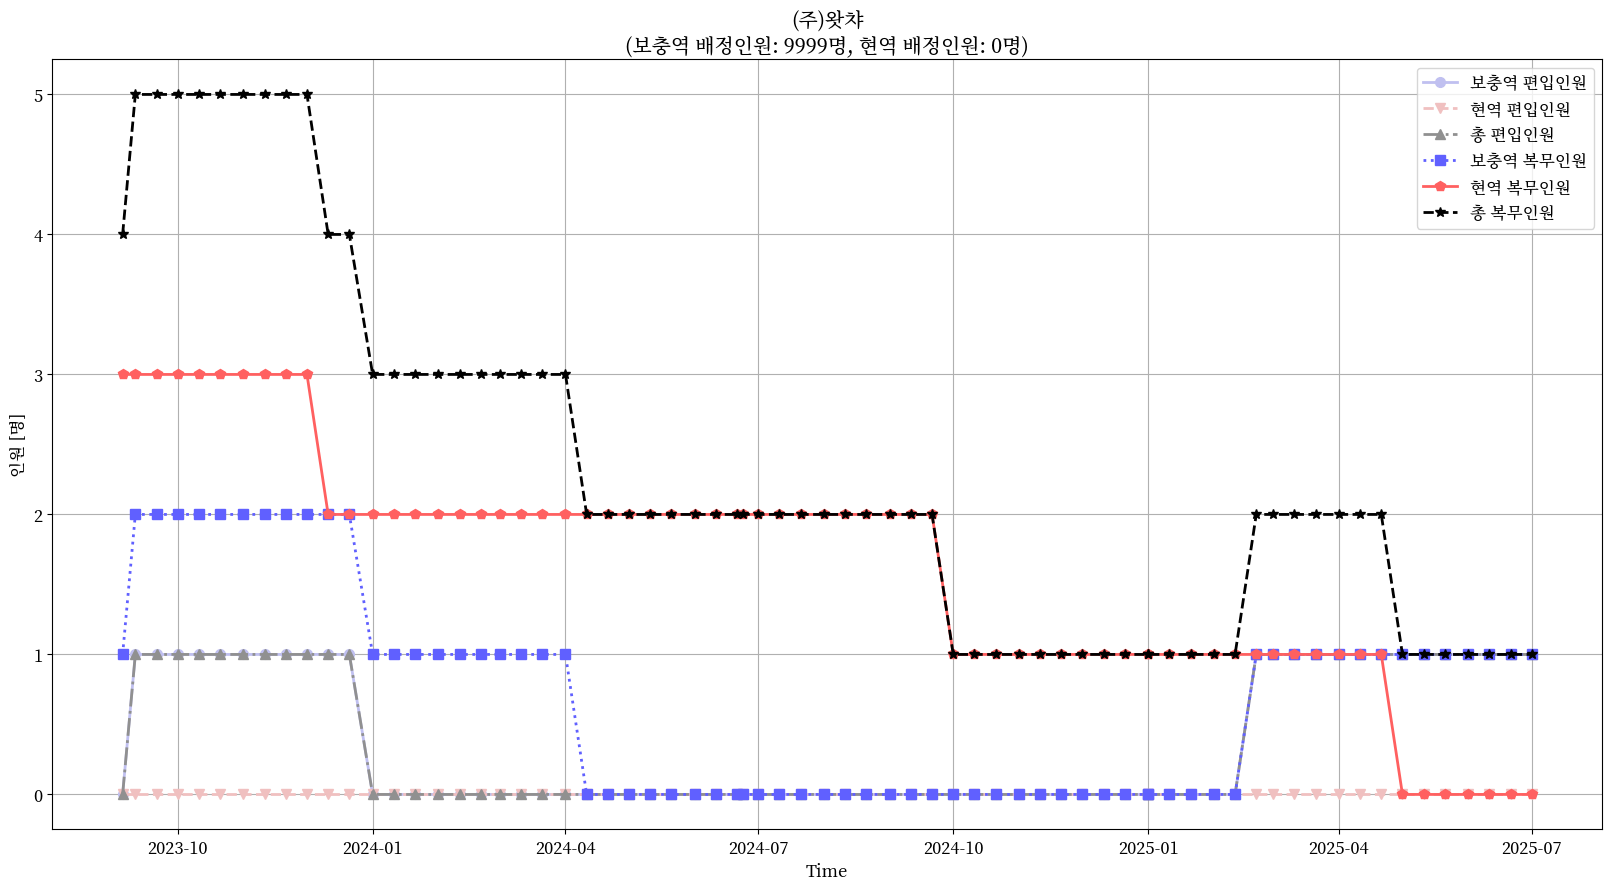 (주)왓챠
(보충역 배정인원: 9999명, 현역 배정인원: 0명)
보충역 편입인원
현역 편입인원
총 편입인원
보충역 복무인원
현역 복무인원
총 복무인원
인원 [명]
5
4
3
2
1
0
2023-10
2024-01
2024-04
2024-07
2024-10
2025-01
2025-04
2025-07
Time